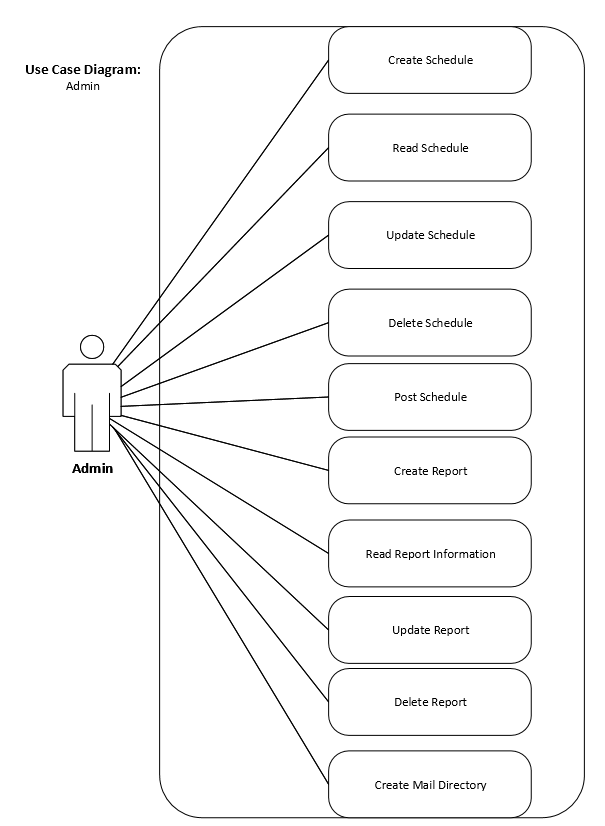 Use Case Diagram:
Admin
Create Schedule
Read Schedule
Update Schedule
Delete Schedule
Post Schedule
Create Report
Read Report Information
Update Report
Delete Report
Create Mail Directory
Admin